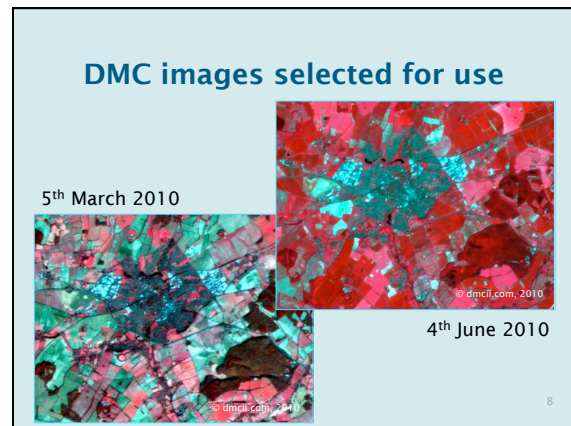 DMC images selected for use
5th March 2010
© dmcii.com, 2010
4th June 2010
© dmcii.com, 2010
8